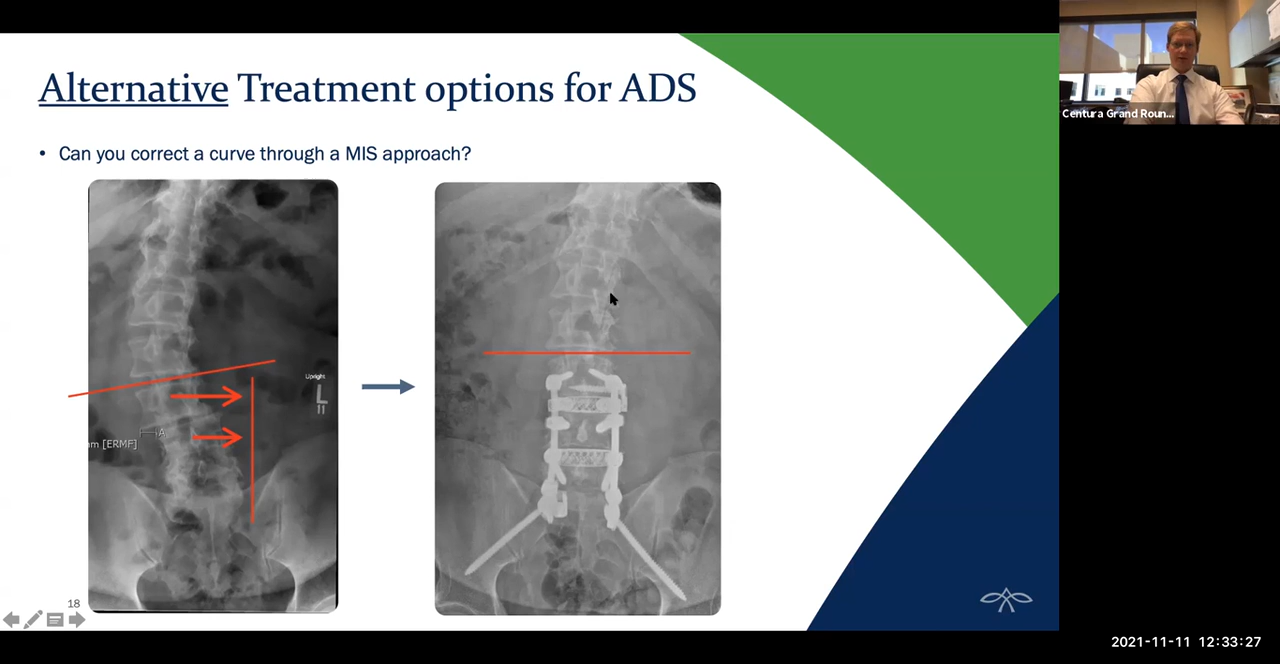 Alternative Treatment options for ADS
• Can you correct a curve through a MIS approach?
Upright
L
A
m [ERMF]
18
Centura Grand Roun...
2021-11-11 12:33:27